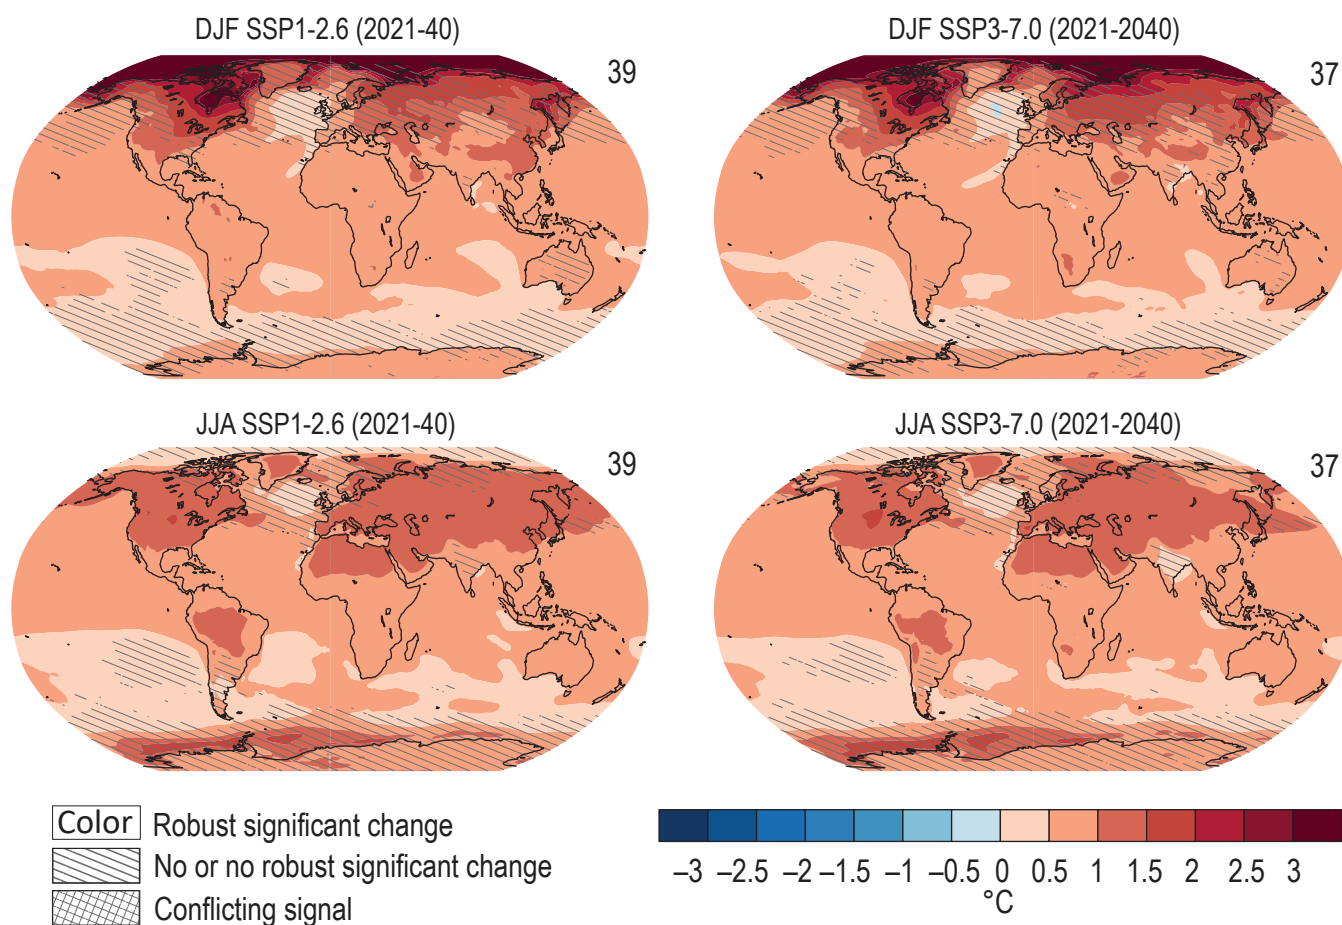 DJF SSP1-2.6 (2021-40)
39
DJF SSP3-7.0 (2021-2040)
37
JJA SSP1-2.6 (2021-40)
39
JJA SSP3-7.0 (2021-2040)
37
Color Robust significant change
No or no robust significant change
Conflicting signal
–3 –2.5 –2 –1.5 –1 –0.5 0 0.5 1 1.5 2 2.5 3
°C